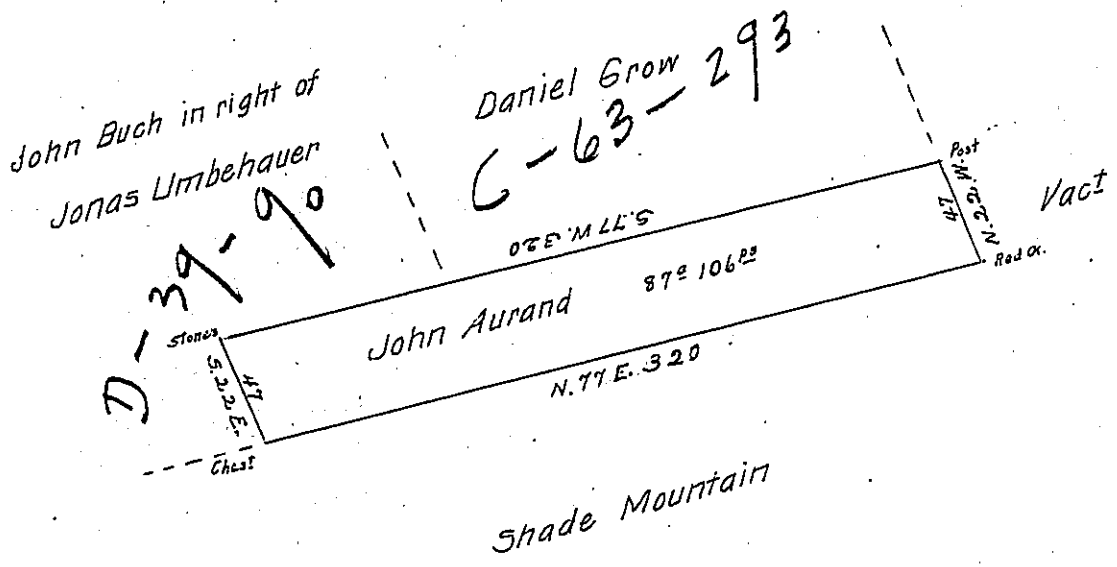 John Buch in right of
Jonas Umbehauer
D-39-90
Daniel Grow
C-63-293
Post
N.22.W.
47
Vact
Red o.
S.77 W. 320
87a 106ps
John Aurand
Stones
S.22 E.
47
Chest
N.77 E. 320
Shade Mountain